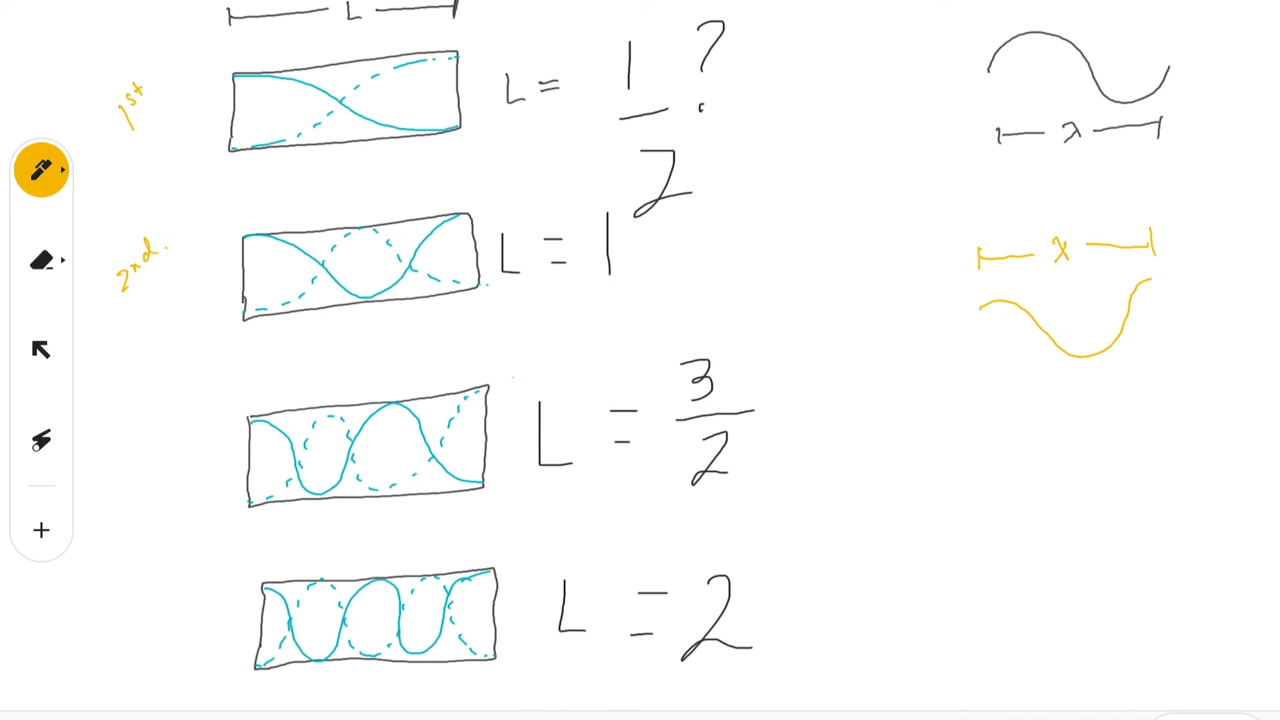 L
1st
L = 1/2 ?
λ
2nd.
L = 1
λ
L = 3/2
L = 2